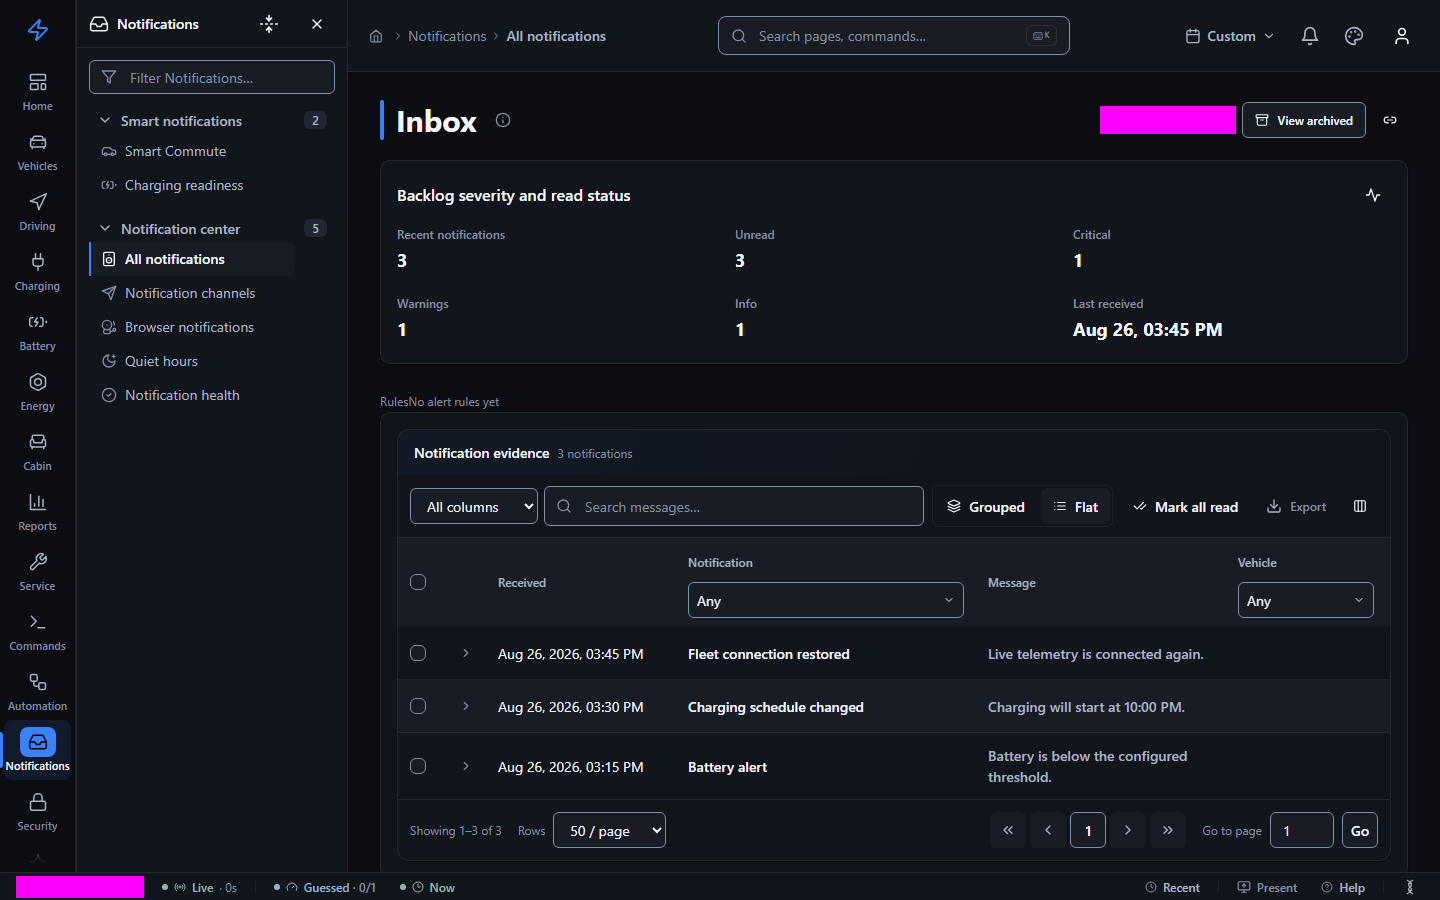 Notifications
Filter Notifications...
Smart notifications 2
Smart Commute
Charging readiness
Notification center 5
All notifications
Notification channels
Browser notifications
Quiet hours
Notification health
Home
Vehicles
Driving
Charging
Battery
Energy
Cabin
Reports
Service
Commands
Automation
Notifications
Security
Notifications All notifications
Search pages, commands... K
Custom
Inbox
View archived
Backlog severity and read status
Recent notifications Unread Critical
3 3 1
Warnings Info Last received
1 1 Aug 26, 03:45 PM
RulesNo alert rules yet
Notification evidence 3 notifications
All columns Search messages... Grouped Flat Mark all read Export
Received Notification Message Vehicle
Any Any
Aug 26, 2026, 03:45 PM Fleet connection restored Live telemetry is connected again.
Aug 26, 2026, 03:30 PM Charging schedule changed Charging will start at 10:00 PM.
Aug 26, 2026, 03:15 PM Battery alert Battery is below the configured
threshold.
Showing 1–3 of 3 Rows 50 / page 1 Go to page 1 Go
Live · 0s Guessed · 0/1 Now Recent Present Help